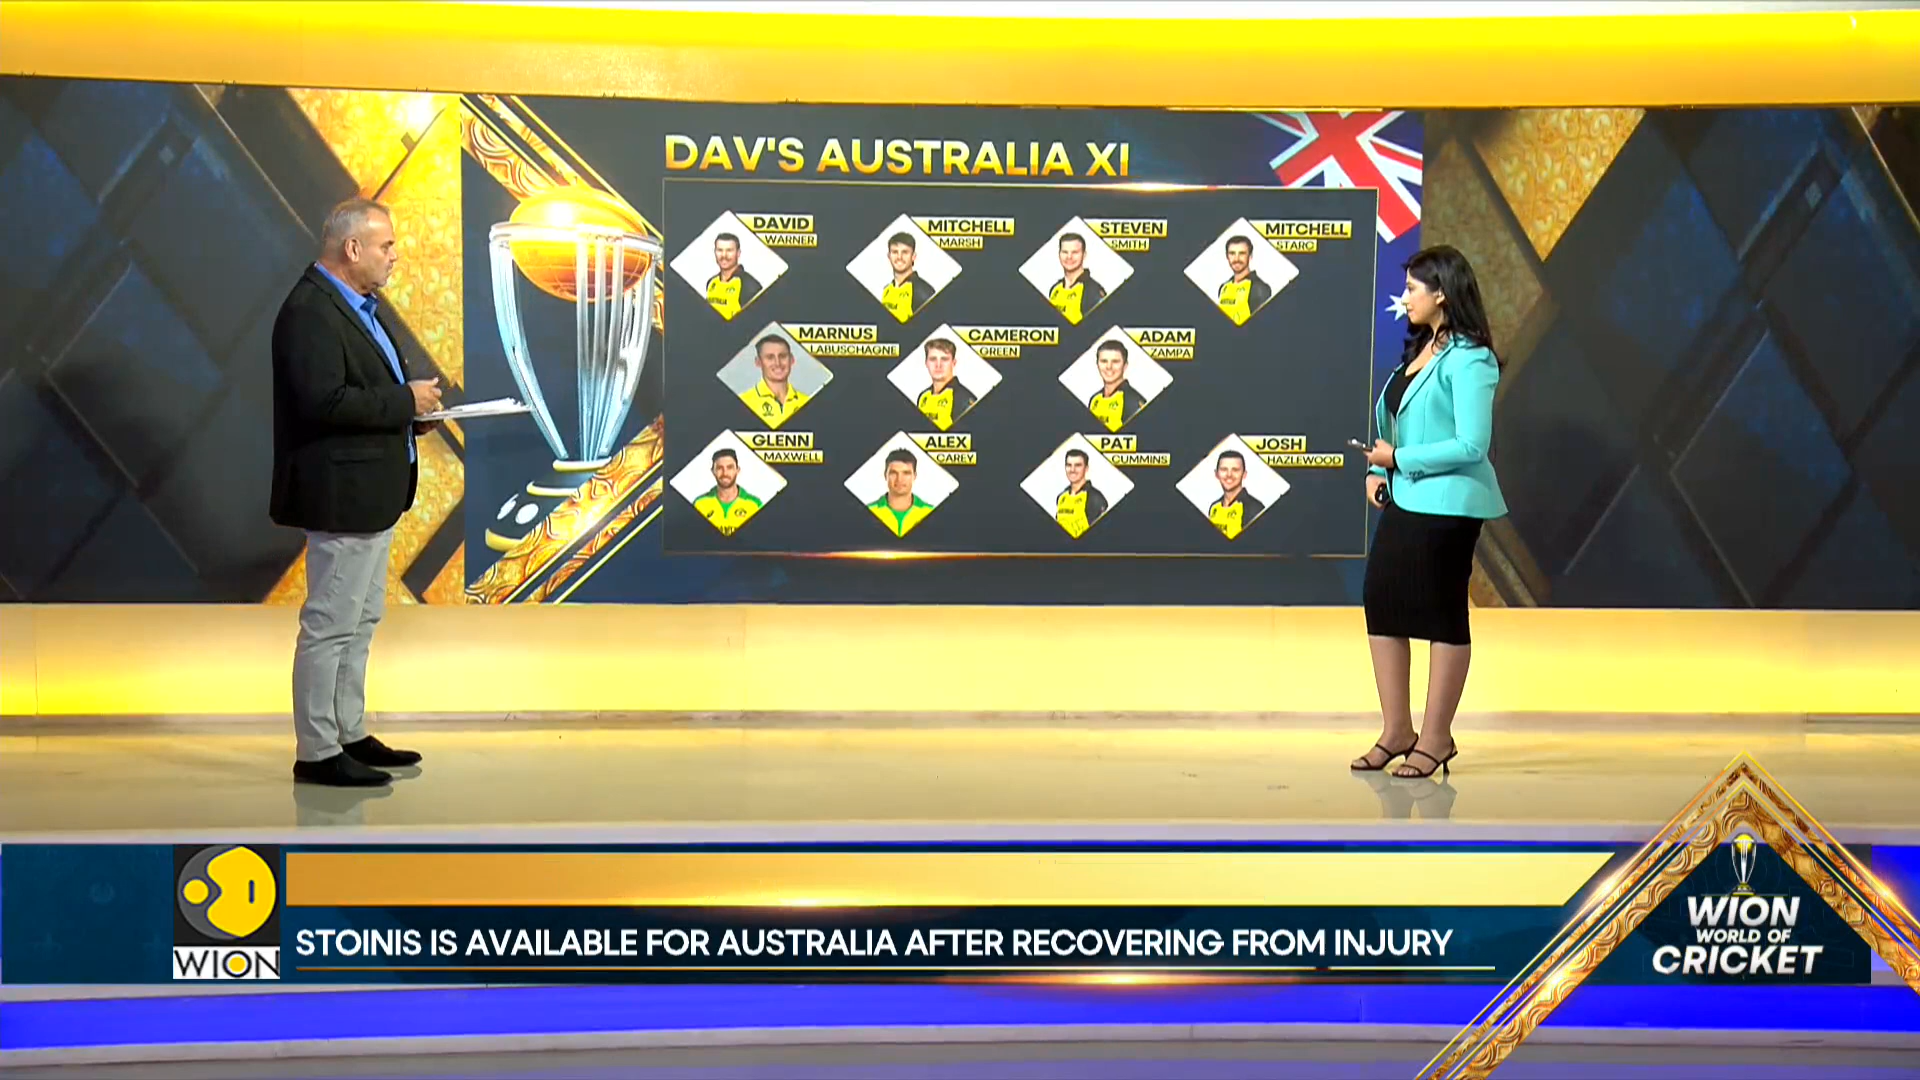 DAV'S AUSTRALIA XI
DAVID
WARNER
MITCHELL
MARSH
STEVEN
SMITH
MITCHELL
STARC
MARNUS
LABUSCHAGNE
CAMERON
GREEN
ADAM
ZAMPA
GLENN
MAXWELL
ALEX
CAREY
PAT
CUMMINS
JOSH
HAZLEWOOD
WION
STOINIS IS AVAILABLE FOR AUSTRALIA AFTER RECOVERING FROM INJURY
WION
WORLD OF
CRICKET